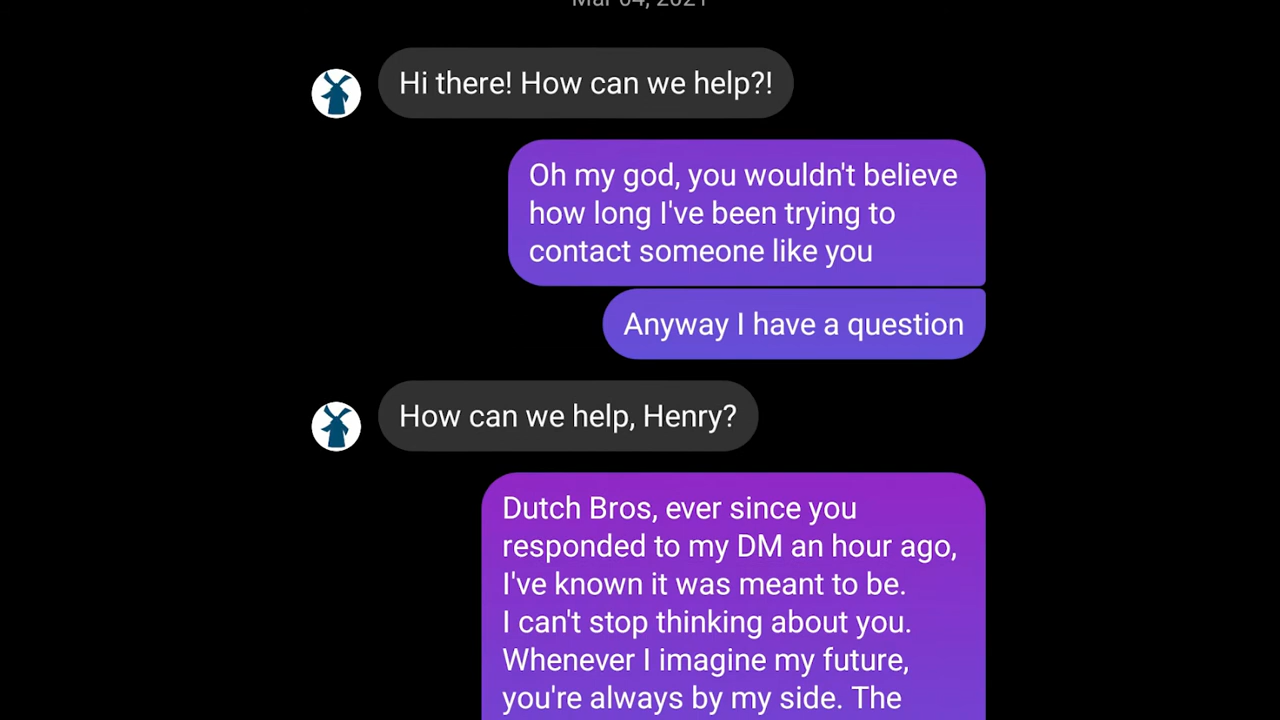 Mar 04, 2021
Hi there! How can we help?!
Oh my god, you wouldn't believe
how long I've been trying to
contact someone like you
Anyway I have a question
How can we help, Henry?
Dutch Bros, ever since you
responded to my DM an hour ago,
I've known it was meant to be.
I can't stop thinking about you.
Whenever I imagine my future,
you're always by my side. The